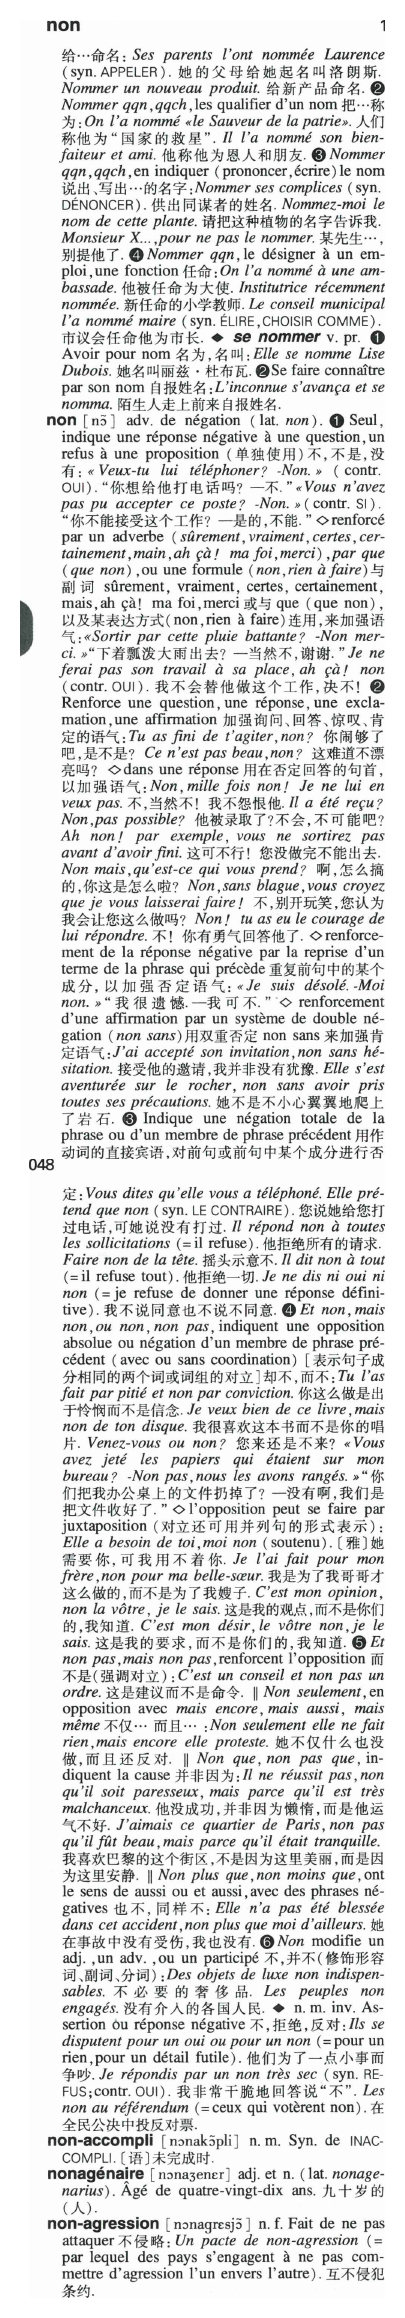 non 1
给…命名: Ses parents l'ont nommée Laurence
(syn. APPELER). 她的父母给她起名叫洛朗斯.
Nommer un nouveau produit. 给新产品命名. ❷
Nommer qqn,qqch,les qualifier d'un nom 把…称
为:On l'a nommé «le Sauveur de la patrie». 人们
称他为“国家的救星”. Il l'a nommé son bien-
faiteur et ami. 他称他为恩人和朋友. ❸ Nommer
qqn,qqch,en indiquer (prononcer,écrire) le nom
说出、写出…的名字:Nommer ses complices (syn.
DÉNONCER). 供出同谋者的姓名. Nommez-moi le
nom de cette plante. 请把这种植物的名字告诉我.
Monsieur X...,pour ne pas le nommer. 某先生…,
别提他了. ❹ Nommer qqn, le désigner à un em-
ploi,une fonction 任命:On l'a nommé à une am-
bassade. 他被任命为大使. Institutrice récemment
nommée. 新任命的小学教师. Le conseil municipal
l'a nommé maire (syn. ÉLIRE,CHOISIR COMME).
市议会任命他为市长. ◆ se nommer v. pr. ❶
Avoir pour nom 名为,名叫:Elle se nomme Lise
Dubois. 她名叫丽兹·杜布瓦. ❷Se faire connaître
par son nom 自报姓名:L'inconnue s'avança et se
nomma. 陌生人走上前来自报姓名.
non [nɔ̃] adv. de négation (lat. non). ❶ Seul,
indique une réponse négative à une question,un
refus à une proposition (单独使用)不,不是,没
有: « Veux-tu lui téléphoner? -Non. » ( contr.
OUI). “你想给他打电话吗? —不.”«Vous n'avez
pas pu accepter ce poste? -Non. »(contr. SI).
“你不能接受这个工作? —是的,不能.”◇renforcé
par un adverbe (sûrement,vraiment,certes,cer-
tainement,main,ah çà! ma foi,merci),par que
(que non),ou une formule (non,rien à faire)与
副词 sûrement, vraiment, certes, certainement,
mais,ah çà! ma foi,merci 或与 que (que non),
以及某表达方式(non,rien à faire)连用,来加强语
气:«Sortir par cette pluie battante? -Non mer-
ci. »“下着瓢泼大雨出去? —当然不,谢谢.”Je ne
ferai pas son travail à sa place, ah çà! non
(contr. OUI). 我不会替他做这个工作,决不! ❷
Renforce une question, une réponse, une excla-
mation,une affirmation 加强询问、回答、惊叹、肯
定的语气:Tu as fini de t'agiter,non? 你闹够了
吧,是不是? Ce n'est pas beau,non? 这难道不漂
亮吗? ◇dans une réponse 用在否定回答的句首,
以加强语气:Non,mille fois non! Je ne lui en
veux pas. 不,当然不! 我不怨恨他. Il a été reçu?
Non,pas possible? 他被录取了?不会,不可能吧?
Ah non! par exemple, vous ne sortirez pas
avant d'avoir fini. 这可不行! 您没做完不能出去.
Non mais,qu'est-ce qui vous prend? 啊,怎么搞
的,你这是怎么啦? Non,sans blague,vous croyez
que je vous laisserai faire! 不,别开玩笑,您认为
我会让您这么做吗? Non! tu as eu le courage de
lui répondre. 不! 你有勇气回答他了. ◇renforce-
ment de la réponse négative par la reprise d'un
terme de la phrase qui précède 重复前句中的某个
成分, 以加强否定语气: «Je suis désolé. -Moi
non. »“我很遗憾.—我可不.”◇ renforcement
d'une affirmation par un système de double né-
gation (non sans)用双重否定 non sans 来加强肯
定语气:J'ai accepté son invitation,non sans hé-
sitation. 接受他的邀请,我并非没有犹豫. Elle s'est
aventurée sur le rocher, non sans avoir pris
toutes ses précautions. 她不是不小心翼翼地爬上
了岩石. ❸ Indique une négation totale de la
phrase ou d'un membre de phrase précédent 用作
动词的直接宾语,对前句或前句中某个成分进行否
048
定:Vous dites qu'elle vous a téléphoné. Elle pré-
tend que non (syn. LE CONTRAIRE). 您说她给您打
过电话,可她说没有打过. Il répond non à toutes
les sollicitations (=il refuse). 他拒绝所有的请求.
Faire non de la tête. 摇头示意不. Il dit non à tout
(=il refuse tout). 他拒绝一切. Je ne dis ni oui ni
non (=je refuse de donner une réponse défini-
tive). 我不说同意也不说不同意. ❹ Et non, mais
non, ou non, non pas, indiquent une opposition
absolue ou négation d'un membre de phrase pré-
cédent (avec ou sans coordination) [表示句子成
分相同的两个词或词组的对立]却不,而不:Tu l'as
fait par pitié et non par conviction. 你这么做是出
于怜悯而不是信念. Je veux bien de ce livre,mais
non de ton disque. 我很喜欢这本书而不是你的唱
片. Venez-vous ou non? 您来还是不来? «Vous
avez jeté les papiers qui étaient sur mon
bureau? -Non pas,nous les avons rangés. »“你
们把我办公桌上的文件扔掉了? —没有啊,我们是
把文件收好了.”◇l'opposition peut se faire par
juxtaposition (对立还可用并列句的形式表示):
Elle a besoin de toi,moi non (soutenu). [雅]她
需要你, 可我用不着你. Je l'ai fait pour mon
frère,non pour ma belle-sœur. 我是为了我哥哥才
这么做的,而不是为了我嫂子. C'est mon opinion,
non la vôtre, je le sais. 这是我的观点,而不是你们
的,我知道. C'est mon désir,le vôtre non,je le
sais. 这是我的要求, 而不是你们的,我知道. ❺ Et
non pas,mais non pas,renforcent l'opposition 而
不是(强调对立):C'est un conseil et non pas un
ordre. 这是建议而不是命令. ‖ Non seulement,en
opposition avec mais encore, mais aussi, mais
même 不仅… 而且… :Non seulement elle ne fait
rien,mais encore elle proteste. 她不仅什么也没
做,而且还反对. ‖ Non que, non pas que, in-
diquent la cause 并非因为:Il ne réussit pas,non
qu'il soit paresseux, mais parce qu'il est très
malchanceux. 他没成功,并非因为懒惰,而是他运
气不好. J'aimais ce quartier de Paris, non pas
qu'il fût beau,mais parce qu'il était tranquille.
我喜欢巴黎的这个街区,不是因为这里美丽,而是因
为这里安静. ‖ Non plus que,non moins que,ont
le sens de aussi ou et aussi,avec des phrases né-
gatives 也不, 同样不: Elle n'a pas été blessée
dans cet accident,non plus que moi d'ailleurs. 她
在事故中没有受伤,我也没有. ❻ Non modifie un
adj. ,un adv. ,ou un participé 不,并不(修饰形容
词、副词、分词):Des objets de luxe non indispen-
sables. 不必要的奢侈品. Les peuples non
engagés. 没有介入的各国人民. ◆ n. m. inv. As-
sertion ou réponse négative 不,拒绝,反对:Ils se
disputent pour un oui ou pour un non (=pour un
rien,pour un détail futile). 他们为了一点小事而
争吵. Je répondis par un non très sec (syn. RE-
FUS;contr. OUI). 我非常干脆地回答说“不”. Les
non au référendum (=ceux qui votèrent non). 在
全民公决中投反对票.
non-accompli [nɔnakɔ̃pli] n. m. Syn. de INAC-
COMPLI. [语]未完成时.
nonagénaire [nɔnaʒenɛr] adj. et n. (lat. nonage-
narius). Âgé de quatre-vingt-dix ans. 九十岁的
(人).
non-agression [nɔnagrɛsjɔ̃] n. f. Fait de ne pas
attaquer 不侵略: Un pacte de non-agression (=
par lequel des pays s'engagent à ne pas com-
mettre d'agression l'un envers l'autre). 互不侵犯
条约.